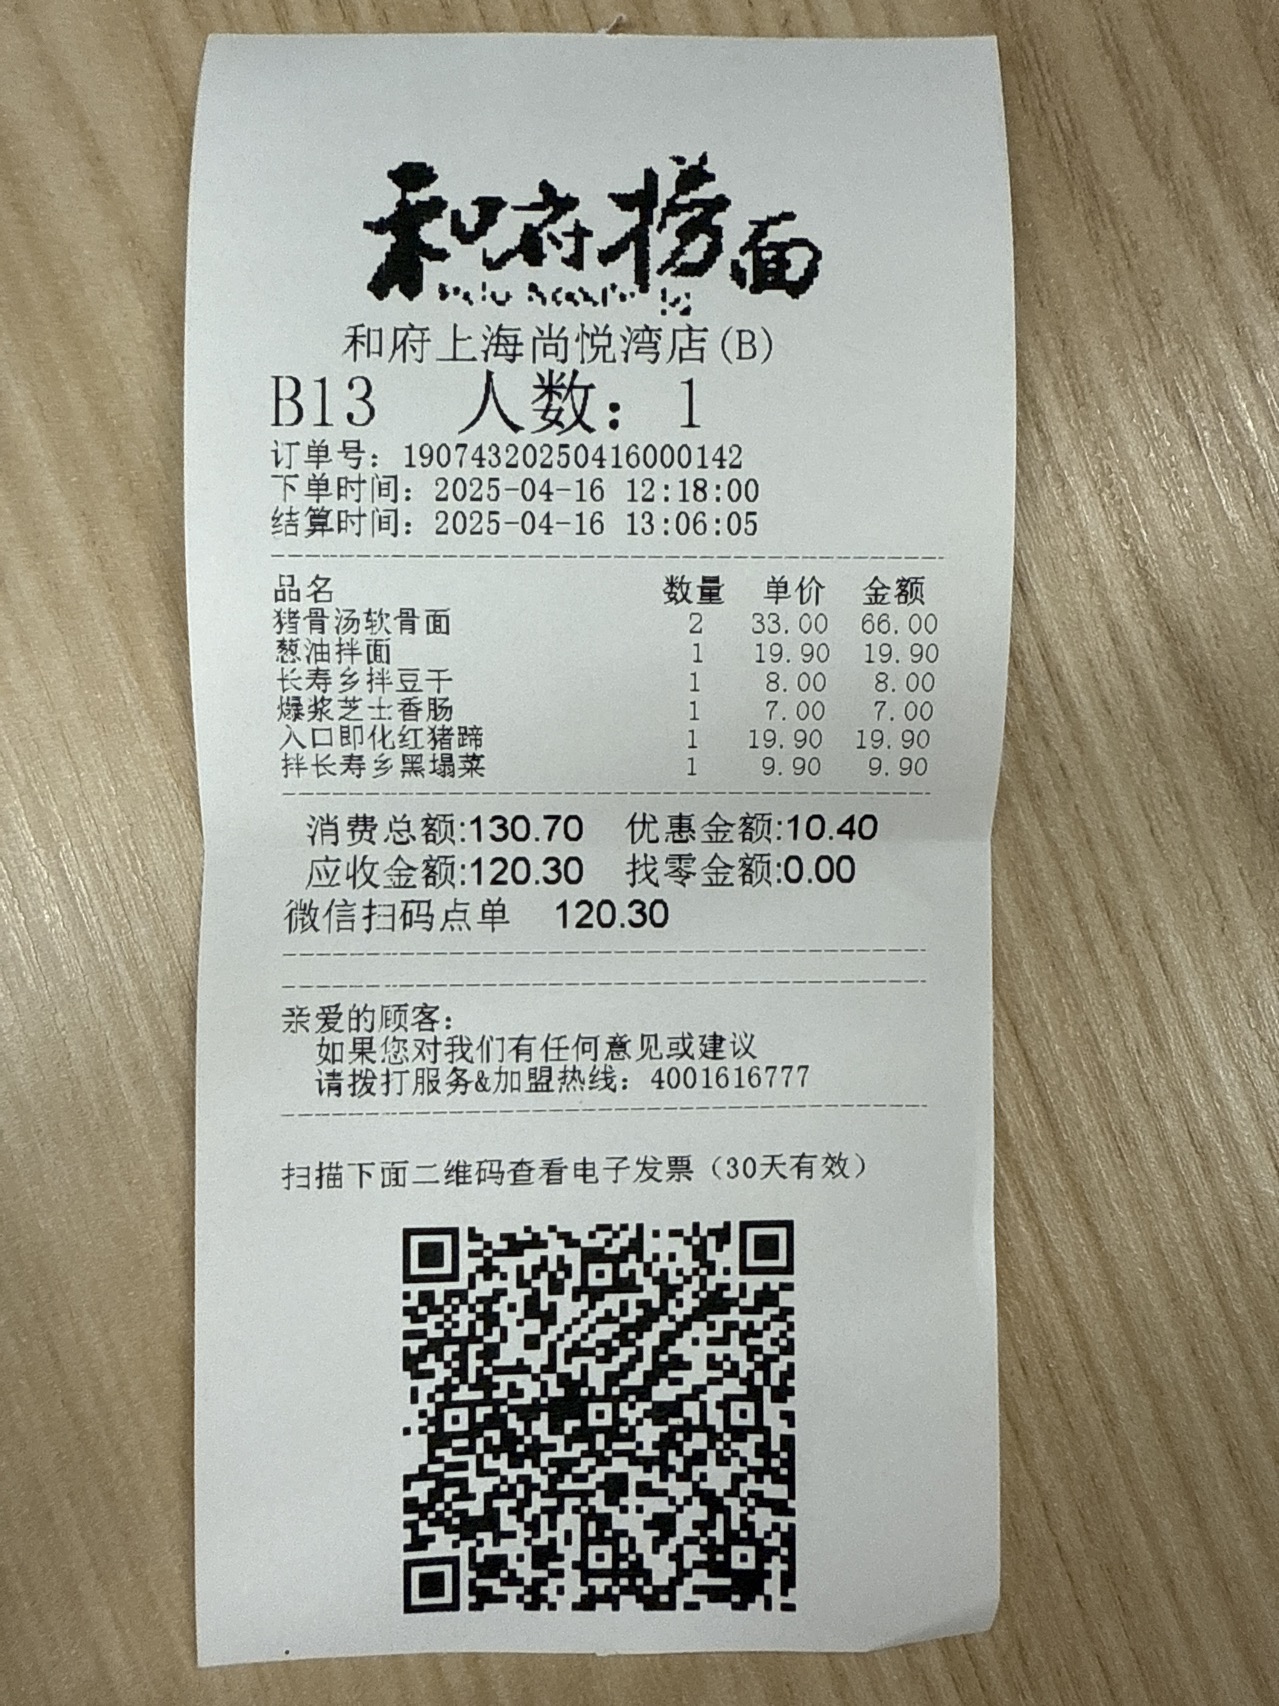 和府捞面
和府上海尚悦湾店(B)
B13 人数：1
订单号：19074320250416000142
下单时间：2025-04-16 12:18:00
结算时间：2025-04-16 13:06:05
品名 数量 单价 金额
猪骨汤软骨面 2 33.00 66.00
葱油拌面 1 19.90 19.90
长寿乡拌豆干 1 8.00 8.00
爆浆芝士香肠 1 7.00 7.00
入口即化红猪蹄 1 19.90 19.90
拌长寿乡黑塌菜 1 9.90 9.90
消费总额:130.70 优惠金额:10.40
应收金额:120.30 找零金额:0.00
微信扫码点单 120.30
亲爱的顾客：
如果您对我们有任何意见或建议
请拨打服务&加盟热线：4001616777
扫描下面二维码查看电子发票（30天有效）